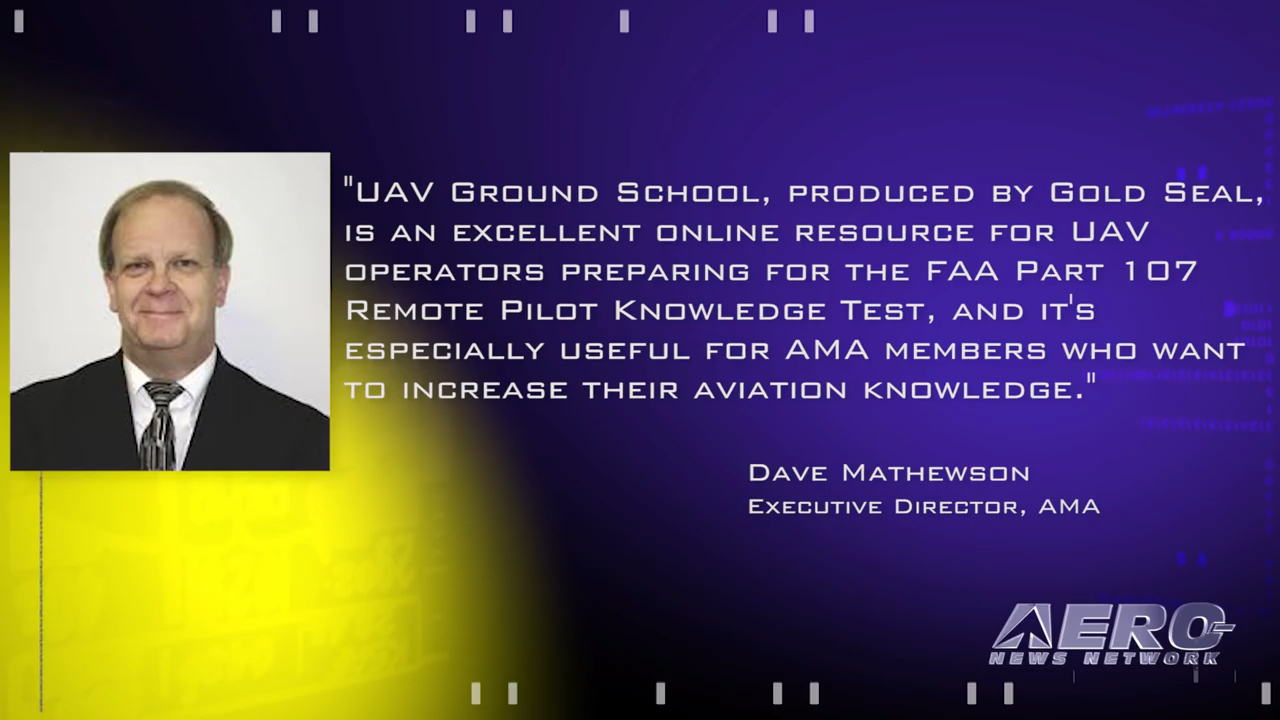 "UAV Ground School, produced by Gold Seal,
is an excellent online resource for UAV
operators preparing for the FAA Part 107
Remote Pilot Knowledge Test, and it's
especially useful for AMA members who want
to increase their aviation knowledge."
Dave Mathewson
Executive Director, AMA
AERO
NEWS NETWORK